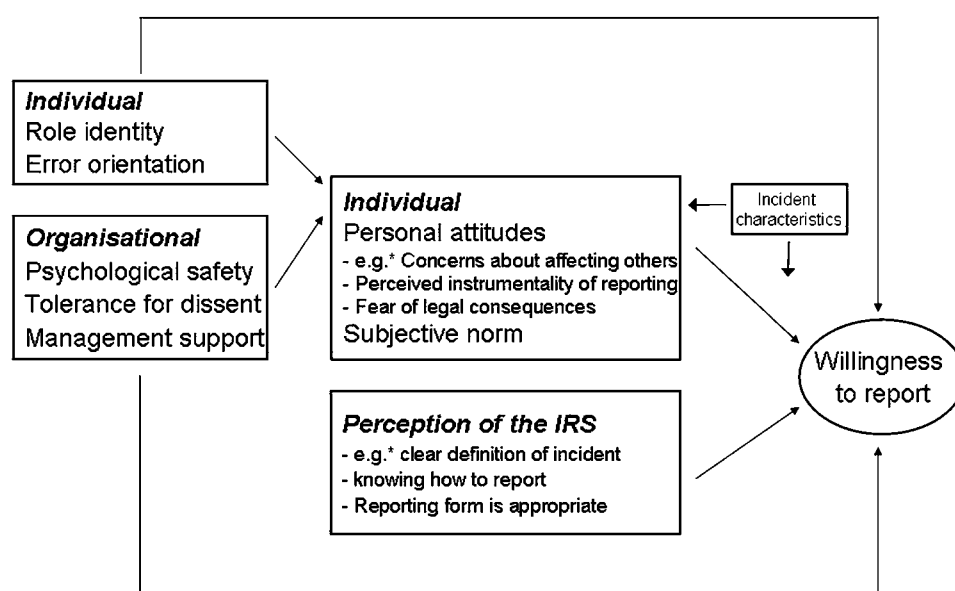 Individual
Role identity
Error orientation
Organisational
Psychological safety
Tolerance for dissent
Management support
Individual
Personal attitudes
- e.g.* Concerns about affecting others
- Perceived instrumentality of reporting
- Fear of legal consequences
Subjective norm
Incident
characteristics
Perception of the IRS
- e.g.* clear definition of incident
- knowing how to report
- Reporting form is appropriate
Willingness
to report